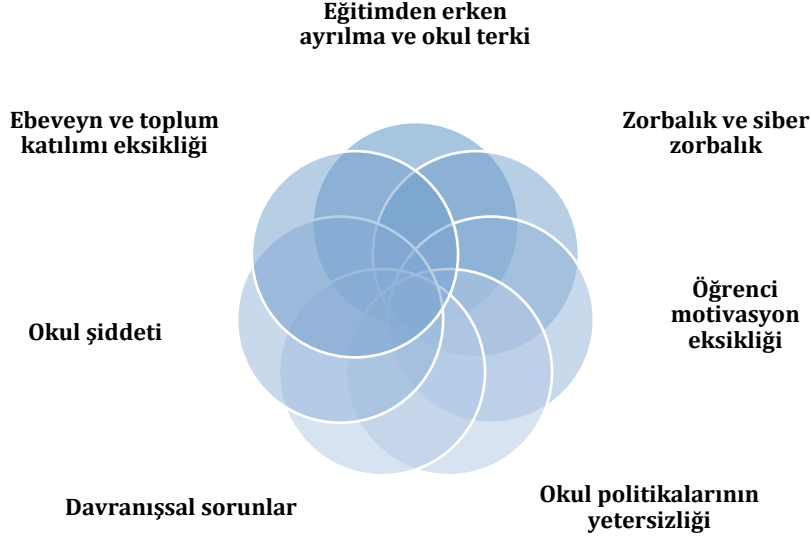 Eğitimden erken
ayrılma ve okul terki
Ebeveyn ve toplum
katılımı eksikliği
Zorbalık ve siber
zorbalık
Öğrenci
motivasyon
eksikliği
Okul şiddeti
Davranışsal sorunlar
Okul politikalarının
yetersizliği